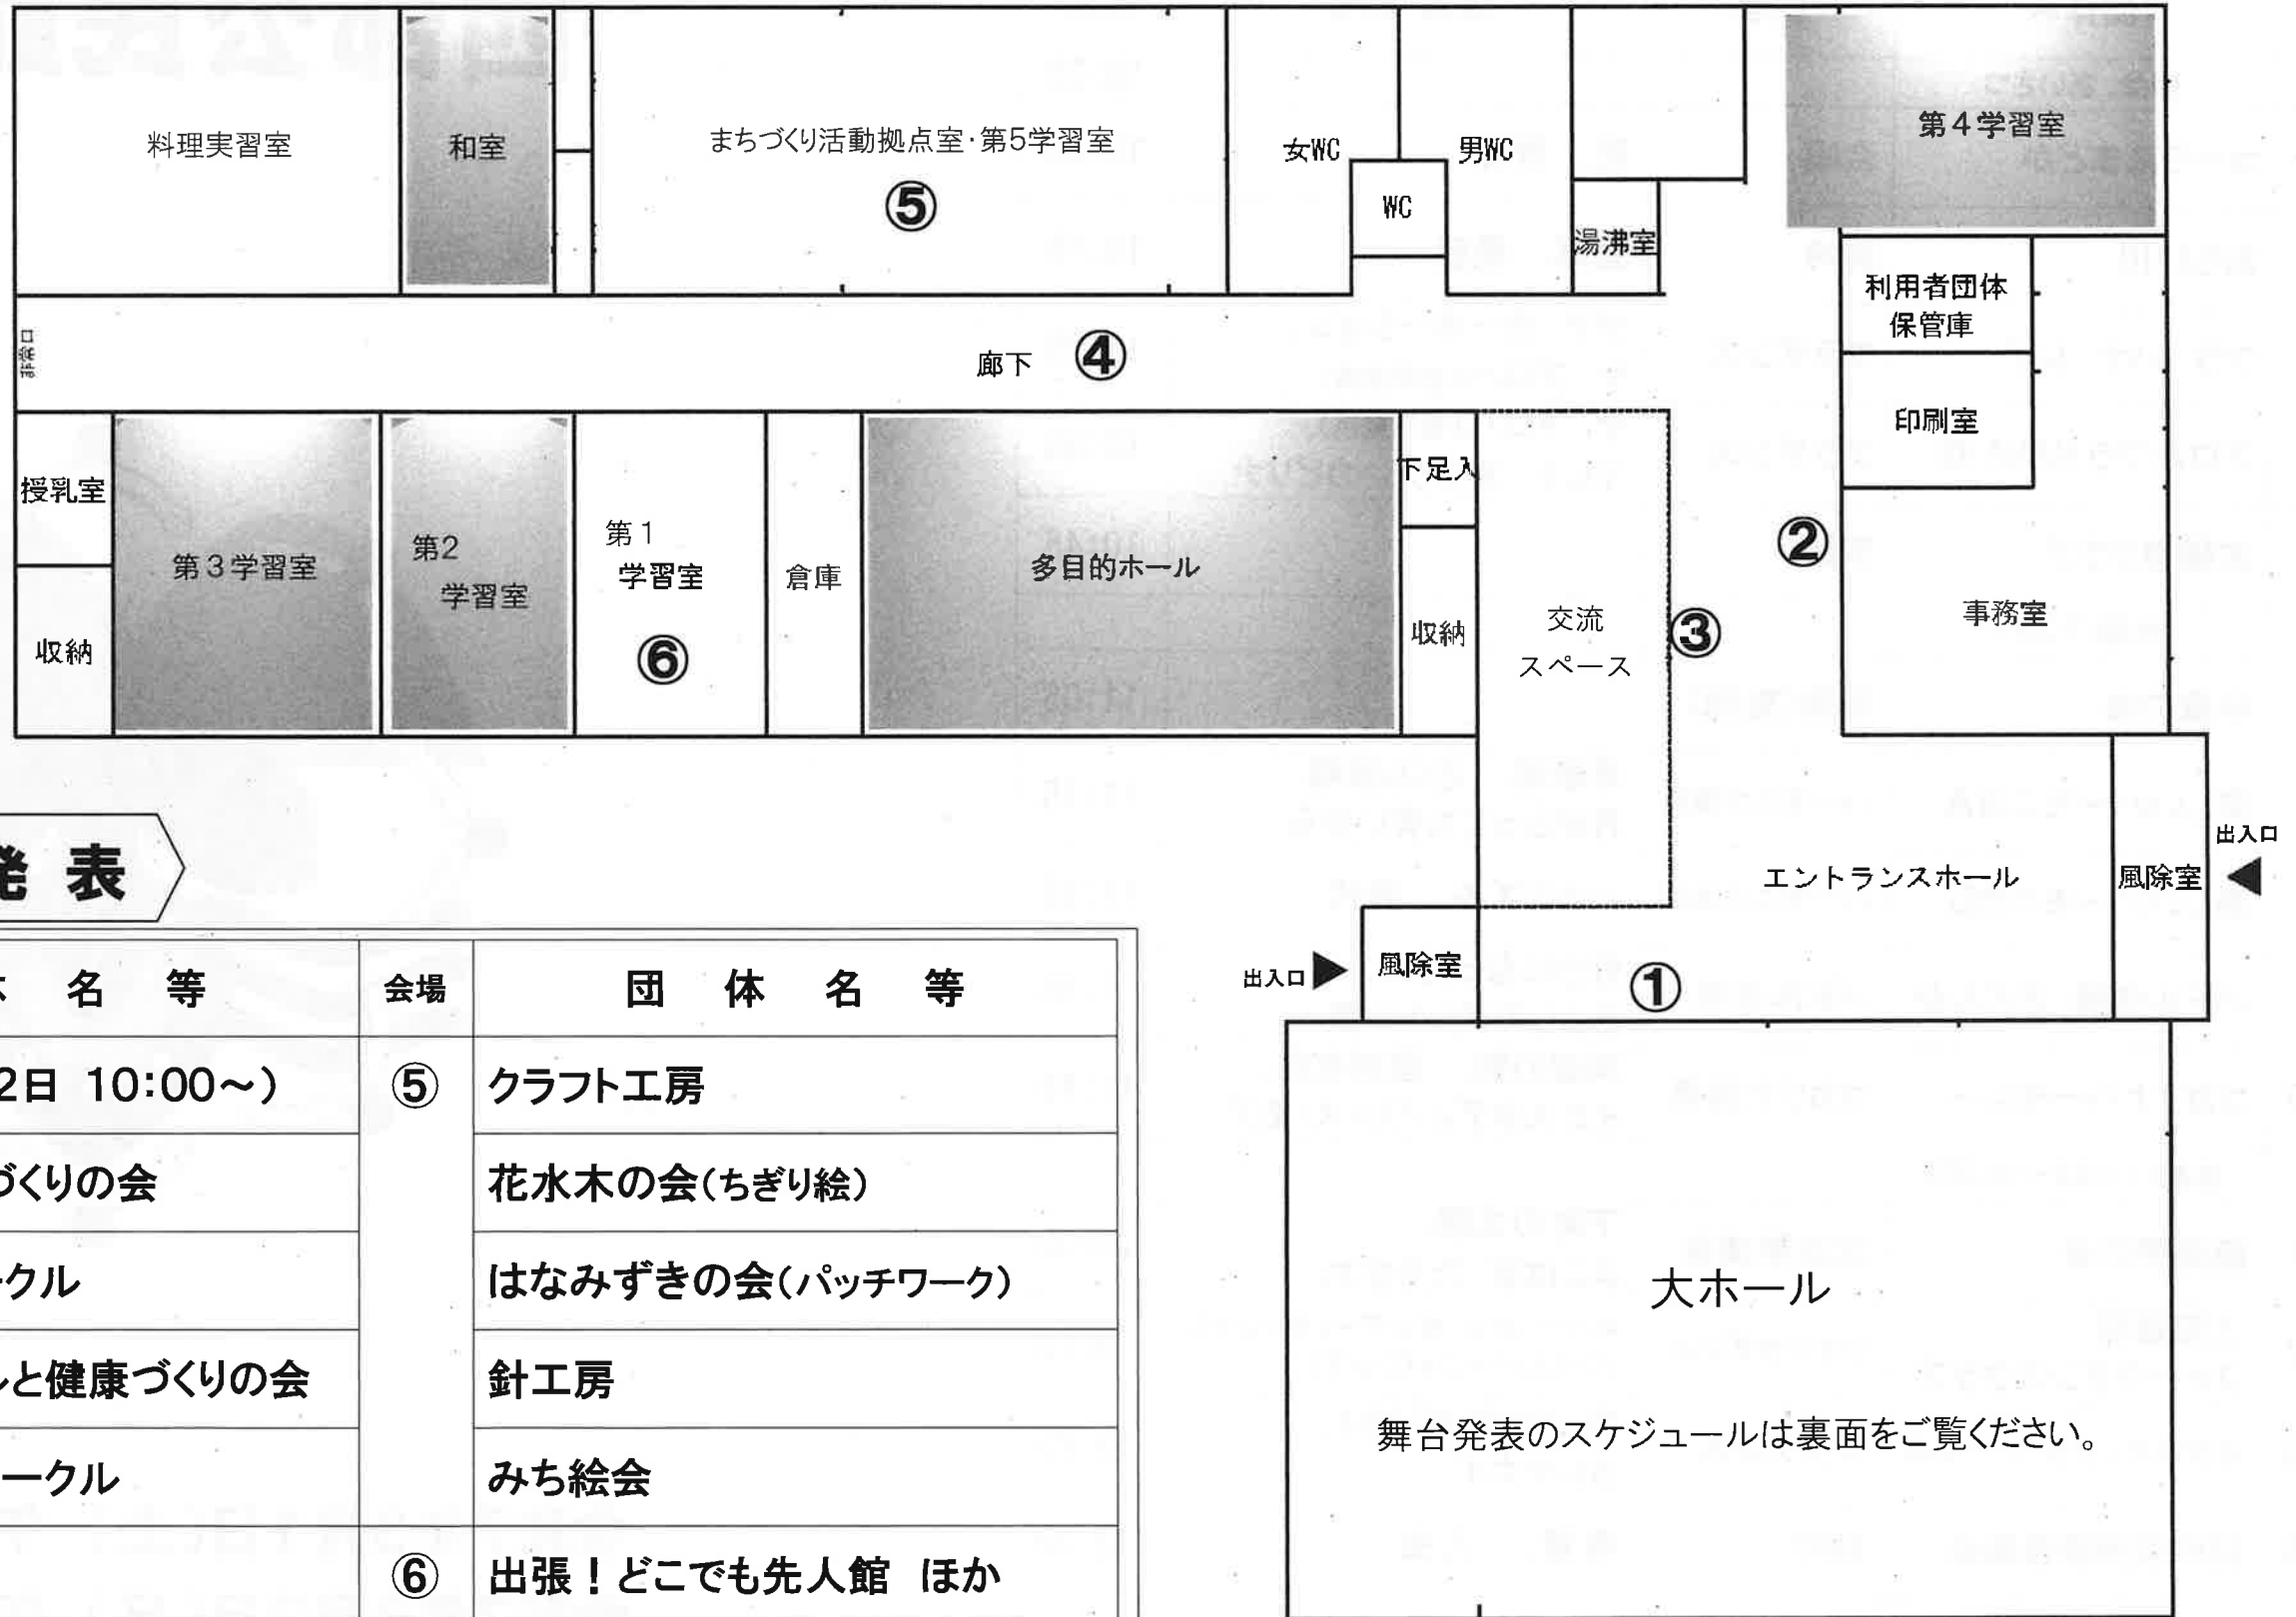 料理実習室
和室
まちづくり活動拠点室・第5学習室
⑤
女WC
WC
男WC
湯沸室
第4学習室
利用者団体
保管庫
印刷室
非常口
廊下 ④
授乳室
収納
第3学習室
第2
学習室
第1
学習室
⑥
倉庫
多目的ホール
下足入
収納
交流
スペース
③
②
事務室
エントランスホール
風除室
出入口
出入口
風除室
①
大ホール
舞台発表のスケジュールは裏面をご覧ください。
発 表
名 等 会場 団 体 名 等
2日 10:00～) ⑤ クラフト工房
づくりの会 花水木の会(ちぎり絵)
ークル はなみずきの会(パッチワーク)
と健康づくりの会 針工房
ークル みち絵会
⑥ 出張！どこでも先人館 ほか